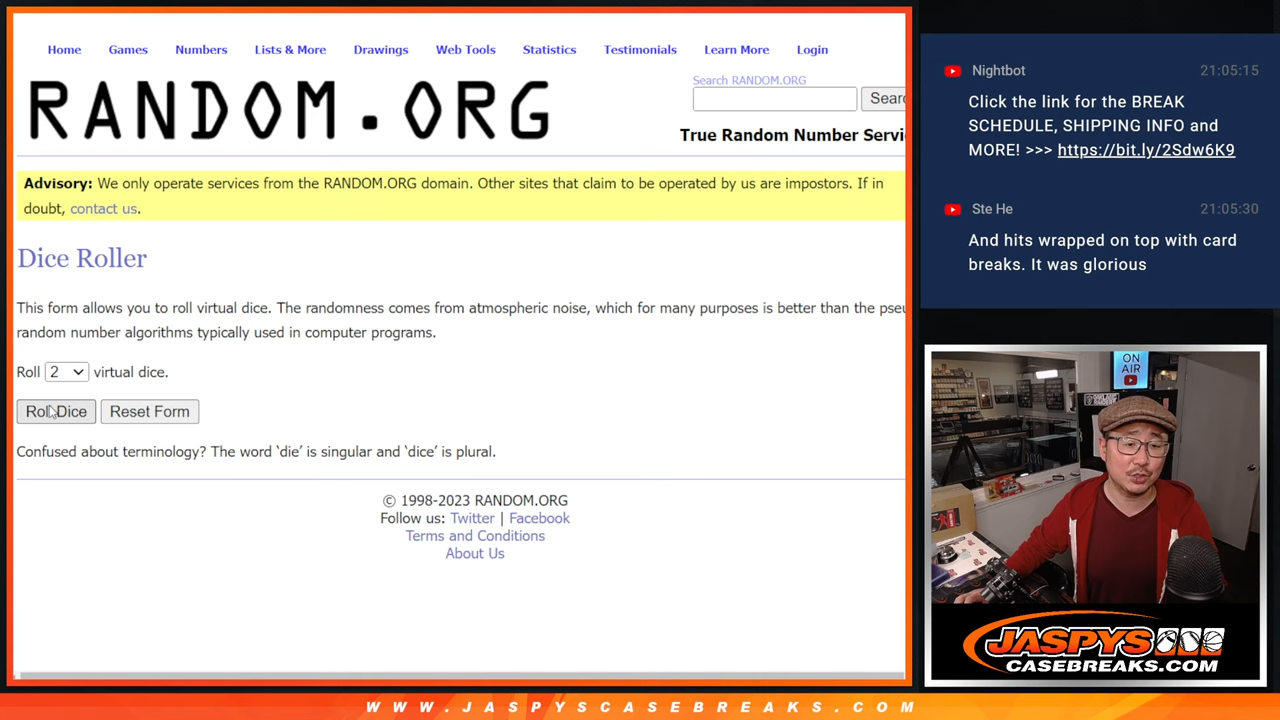 Home Games Numbers Lists & More Drawings Web Tools Statistics Testimonials Learn More Login
RANDOM.ORG
Search RANDOM.ORG
Searc
True Random Number Servi
Advisory: We only operate services from the RANDOM.ORG domain. Other sites that claim to be operated by us are impostors. If in
doubt, contact us.
Dice Roller
This form allows you to roll virtual dice. The randomness comes from atmospheric noise, which for many purposes is better than the pseu
random number algorithms typically used in computer programs.
Roll 2 virtual dice.
Roll Dice Reset Form
Confused about terminology? The word 'die' is singular and 'dice' is plural.
© 1998-2023 RANDOM.ORG
Follow us: Twitter | Facebook
Terms and Conditions
About Us
Nightbot 21:05:15
Click the link for the BREAK
SCHEDULE, SHIPPING INFO and
MORE! >>> https://bit.ly/2Sdw6K9
Ste He 21:05:30
And hits wrapped on top with card
breaks. It was glorious
ON
AIR
JASPYS
CASEBREAKS.COM
WWW.JASPYSCASEBREAKS.COM